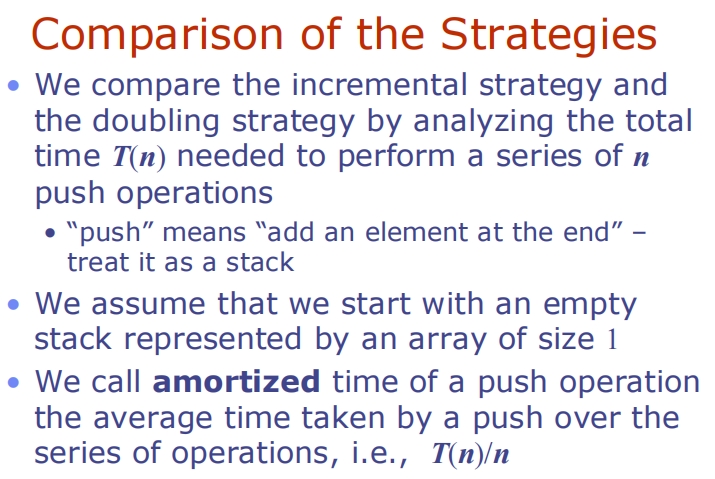 Comparison of the Strategies
• We compare the incremental strategy and
the doubling strategy by analyzing the total
time T(n) needed to perform a series of n
push operations
• “push” means “add an element at the end” –
treat it as a stack
• We assume that we start with an empty
stack represented by an array of size 1
• We call amortized time of a push operation
the average time taken by a push over the
series of operations, i.e., T(n)/n